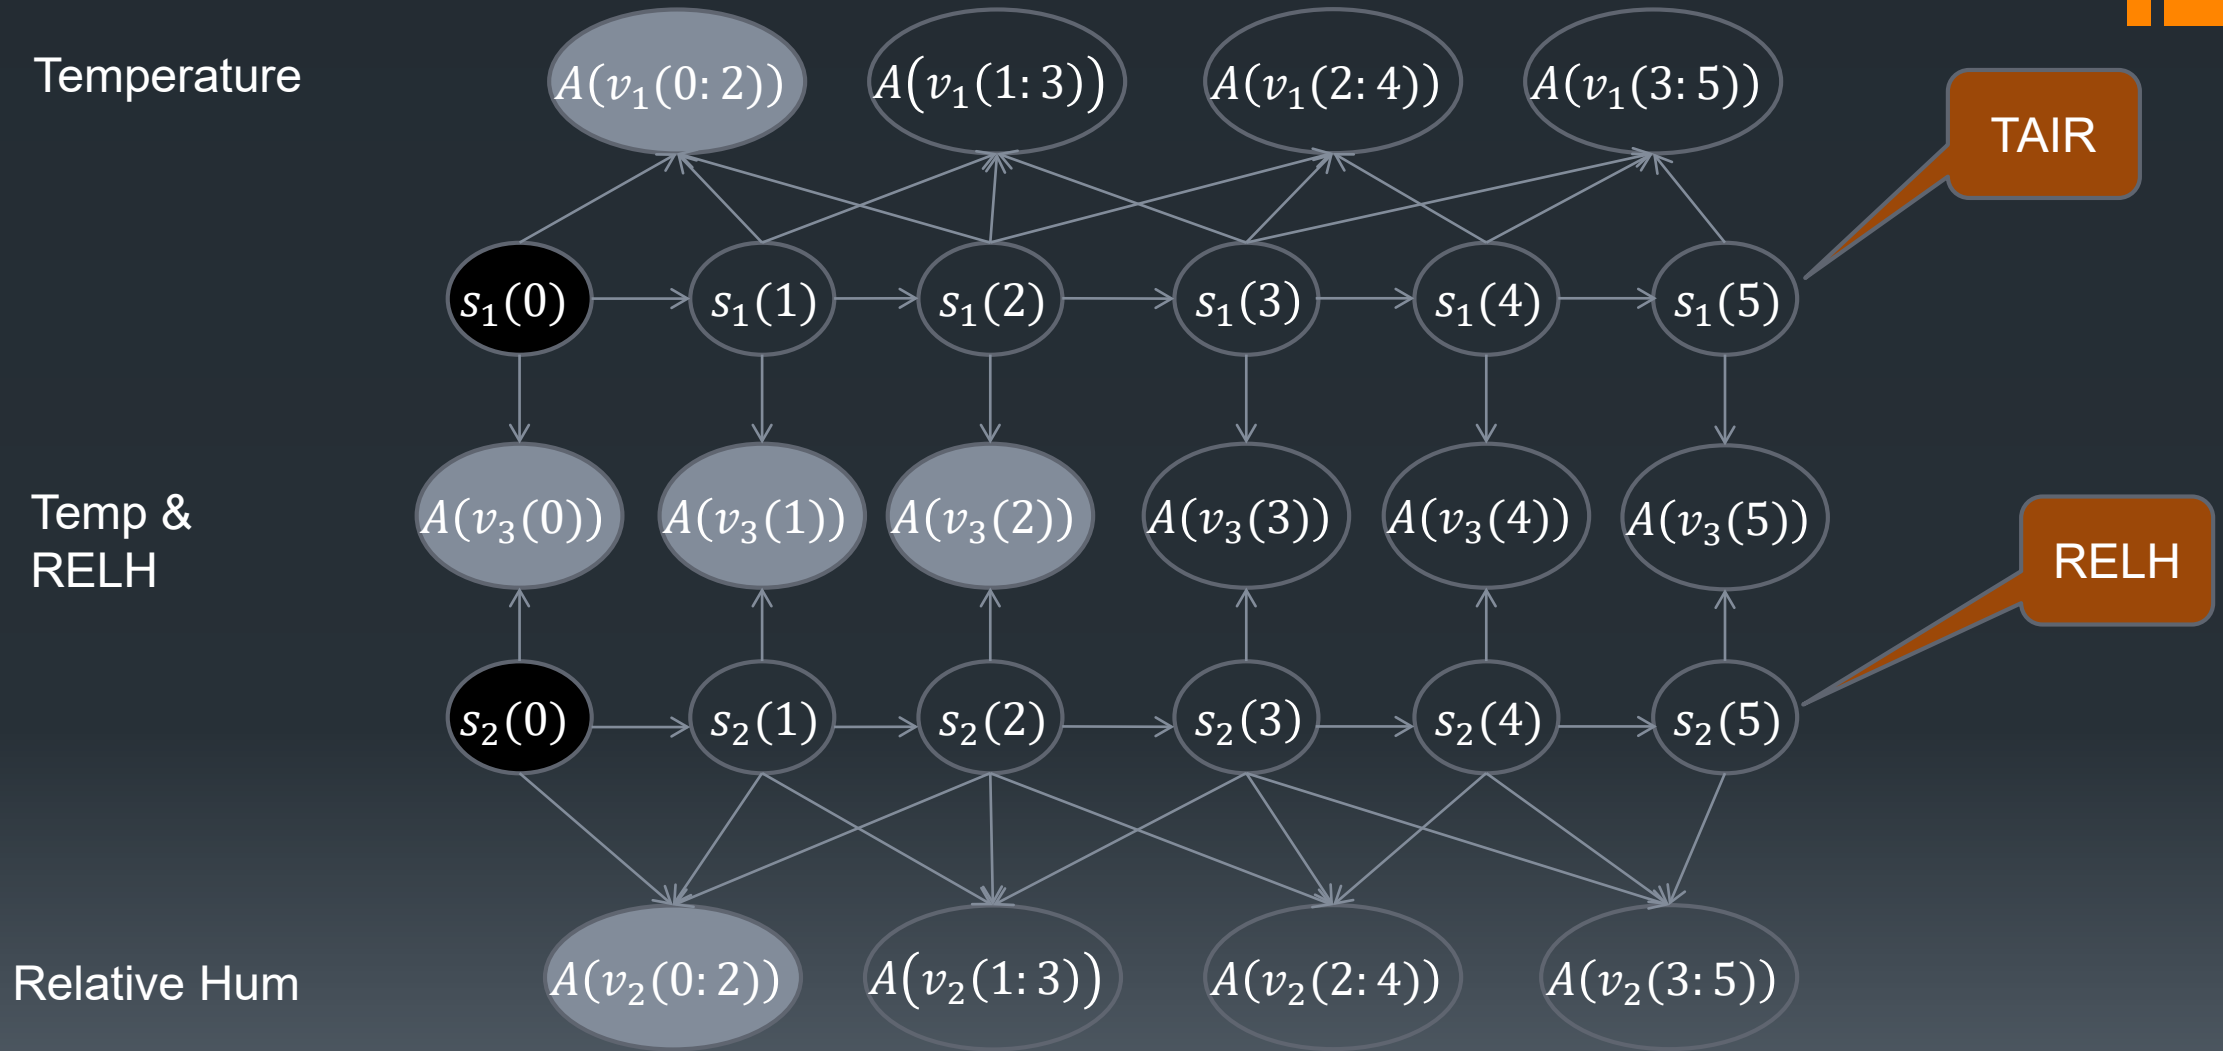 Temperature
A(v₁(0: 2))
A(v₁(1: 3))
A(v₁(2: 4))
A(v₁(3: 5))
TAIR
s₁(0)
s₁(1)
s₁(2)
s₁(3)
s₁(4)
s₁(5)
Temp &
RELH
A(v₃(0))
A(v₃(1))
A(v₃(2))
A(v₃(3))
A(v₃(4))
A(v₃(5))
RELH
s₂(0)
s₂(1)
s₂(2)
s₂(3)
s₂(4)
s₂(5)
Relative Hum
A(v₂(0: 2))
A(v₂(1: 3))
A(v₂(2: 4))
A(v₂(3: 5))